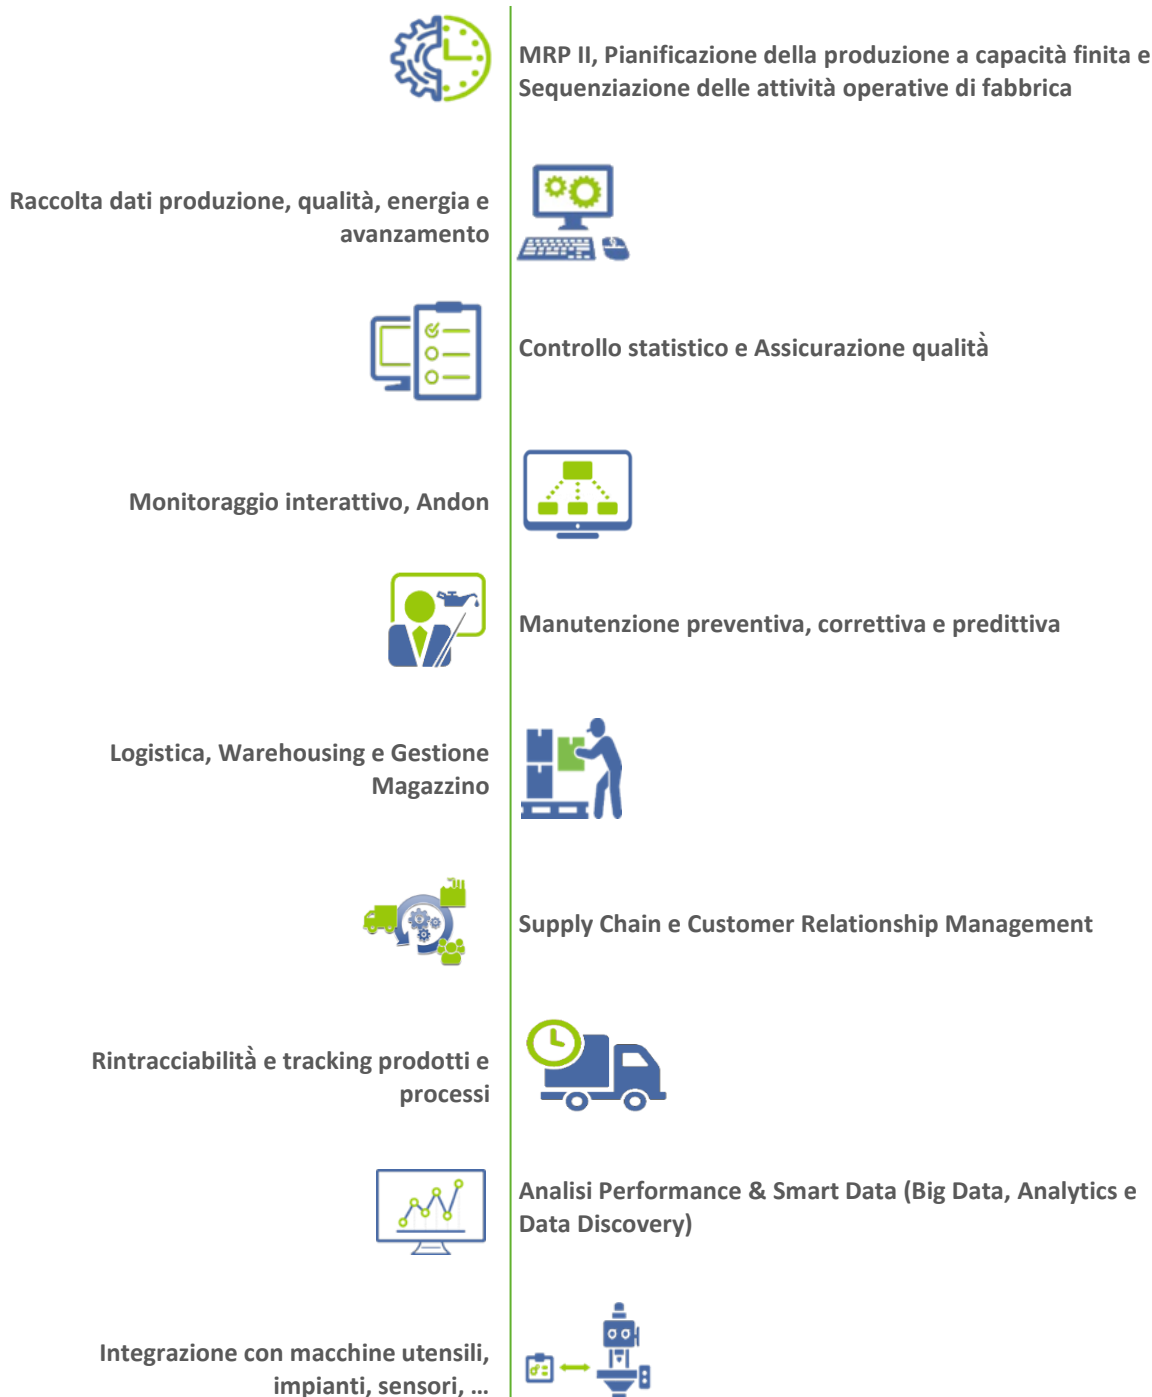 MRP II, Pianificazione della produzione a capacità finita e
Sequenziazione delle attività operative di fabbrica
Raccolta dati produzione, qualità, energia e
avanzamento
Controllo statistico e Assicurazione qualità
Monitoraggio interattivo, Andon
Manutenzione preventiva, correttiva e predittiva
Logistica, Warehousing e Gestione
Magazzino
Supply Chain e Customer Relationship Management
Rintracciabilità e tracking prodotti e
processi
Analisi Performance & Smart Data (Big Data, Analytics e
Data Discovery)
Integrazione con macchine utensili,
impianti, sensori, ...